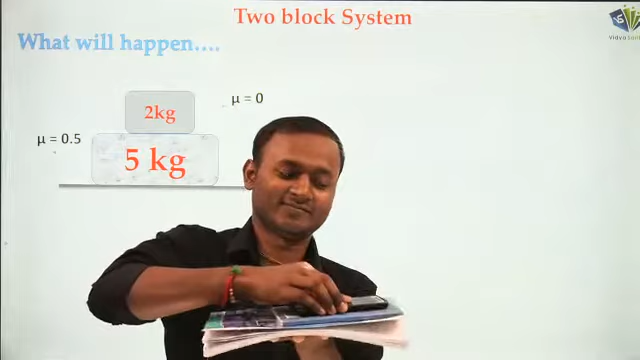 Two block System
What will happen....
μ = 0
2kg
μ = 0.5
5 kg